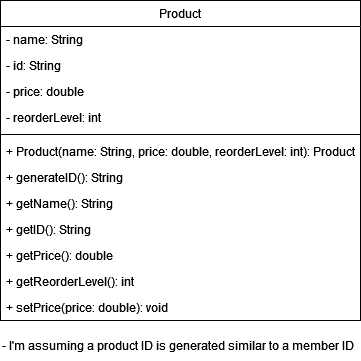 Product
- name: String
- id: String
- price: double
- reorderLevel: int
+ Product(name: String, price: double, reorderLevel: int): Product
+ generateID(): String
+ getName(): String
+ getID(): String
+ getPrice(): double
+ getReorderLevel(): int
+ setPrice(price: double): void
- I'm assuming a product ID is generated similar to a member ID